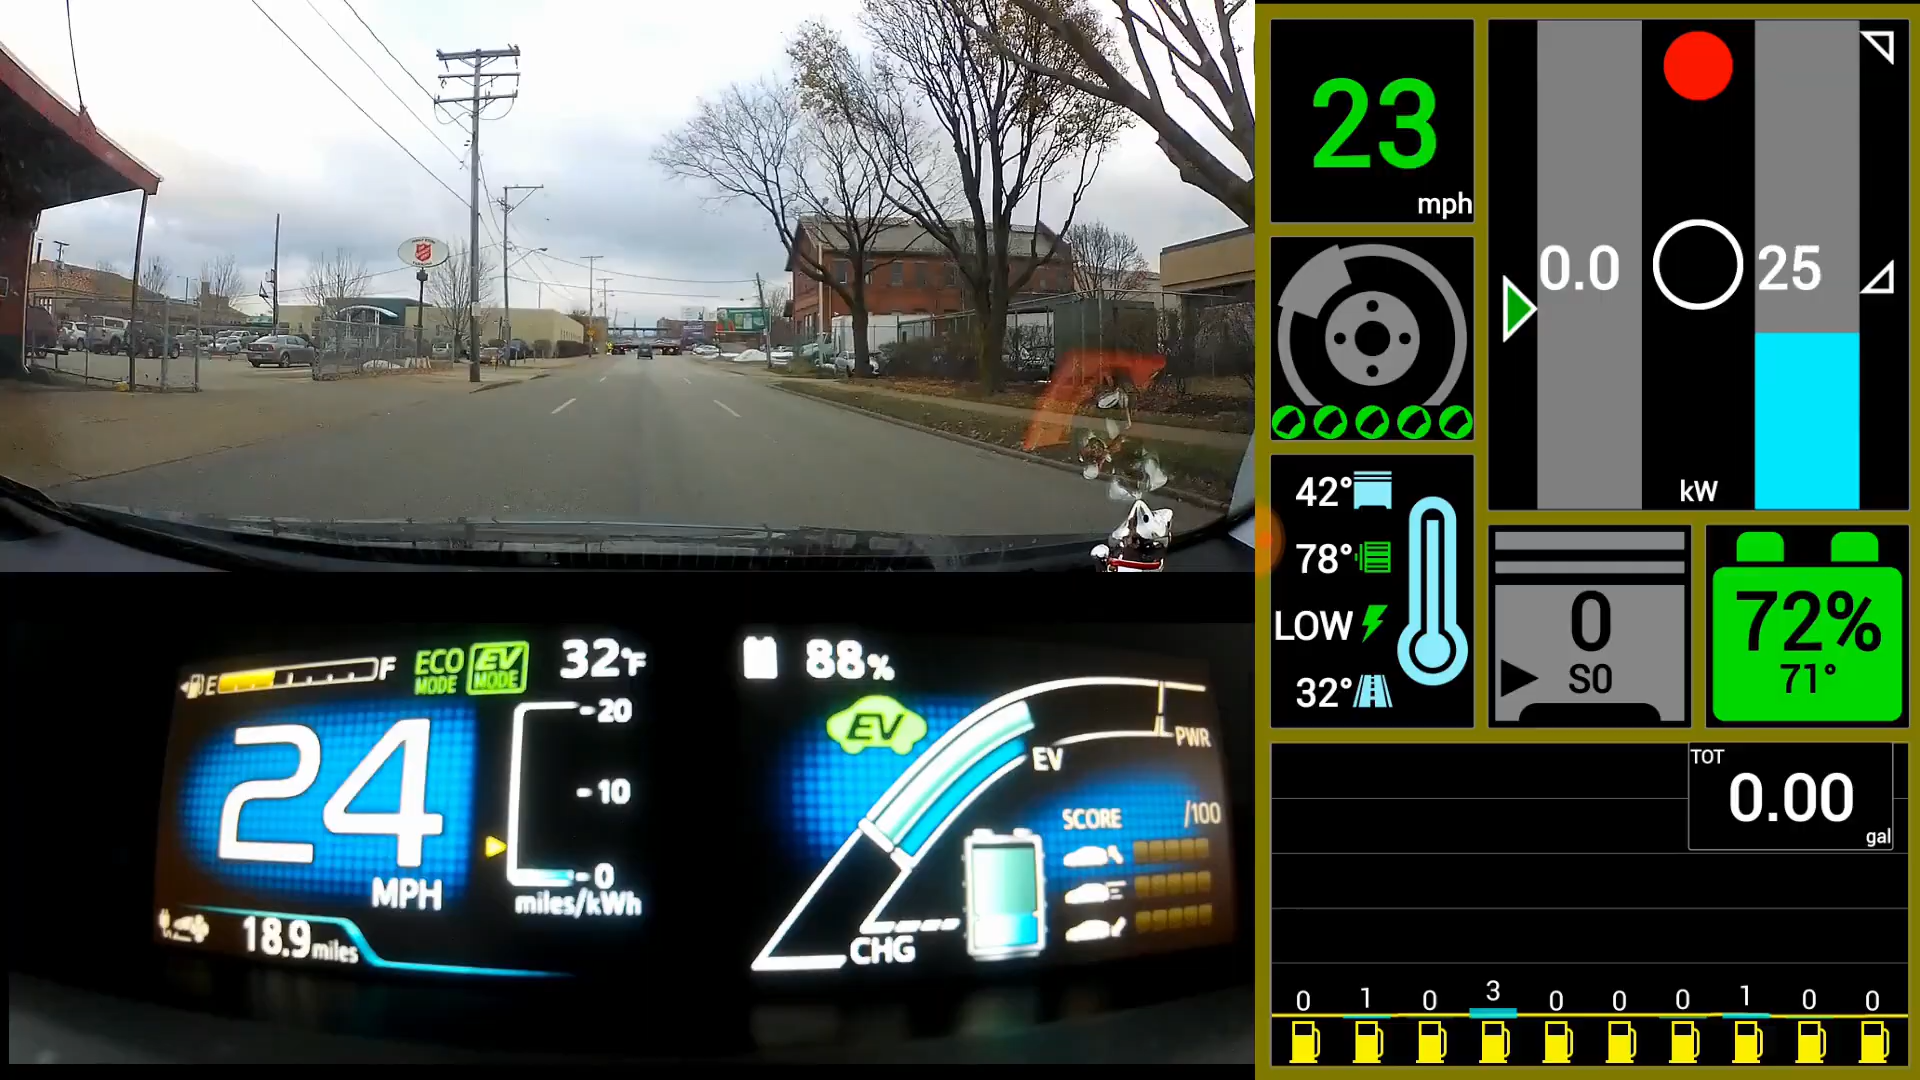 23
mph
0.0
25
kW
42°
78°
LOW
32°
0
S0
72%
71°
TOT
0.00
gal
0 1 0 3 0 0 0 1 0 0
E F
ECO MODE
EV MODE
32°F
24
MPH
20
10
0
miles/kWh
18.9 miles
88%
EV
EV
PWR
CHG
SCORE /100